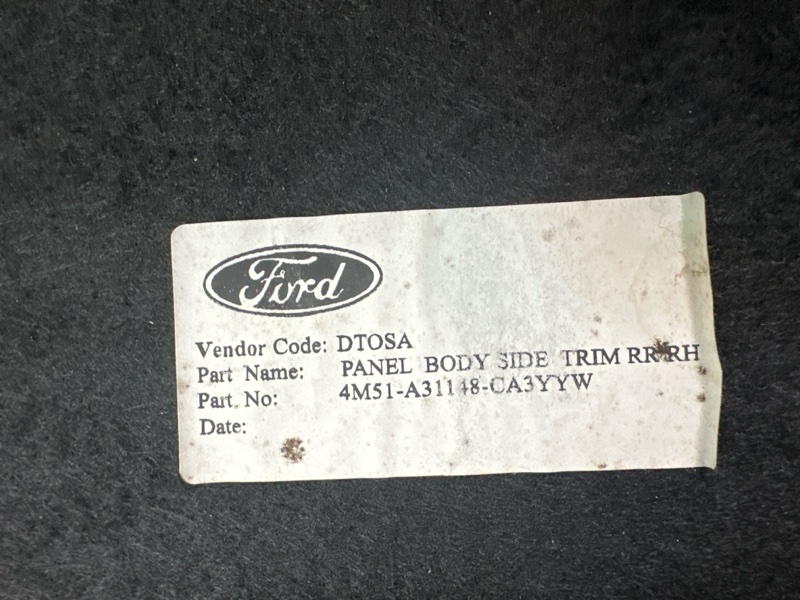 Ford
Vendor Code: DTOSA
Part Name: PANEL BODY SIDE TRIM RR RH
Part. No: 4M51-A31148-CA3YYW
Date: